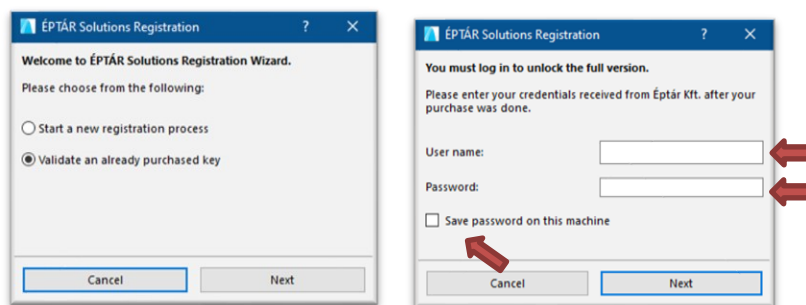 ÉPTÁR Solutions Registration
Welcome to ÉPTÁR Solutions Registration Wizard.
Please choose from the following:
Start a new registration process
Validate an already purchased key
Cancel
Next
ÉPTÁR Solutions Registration
You must log in to unlock the full version.
Please enter your credentials received from Éptár Kft. after your
purchase was done.
User name:
Password:
Save password on this machine
Cancel
Next